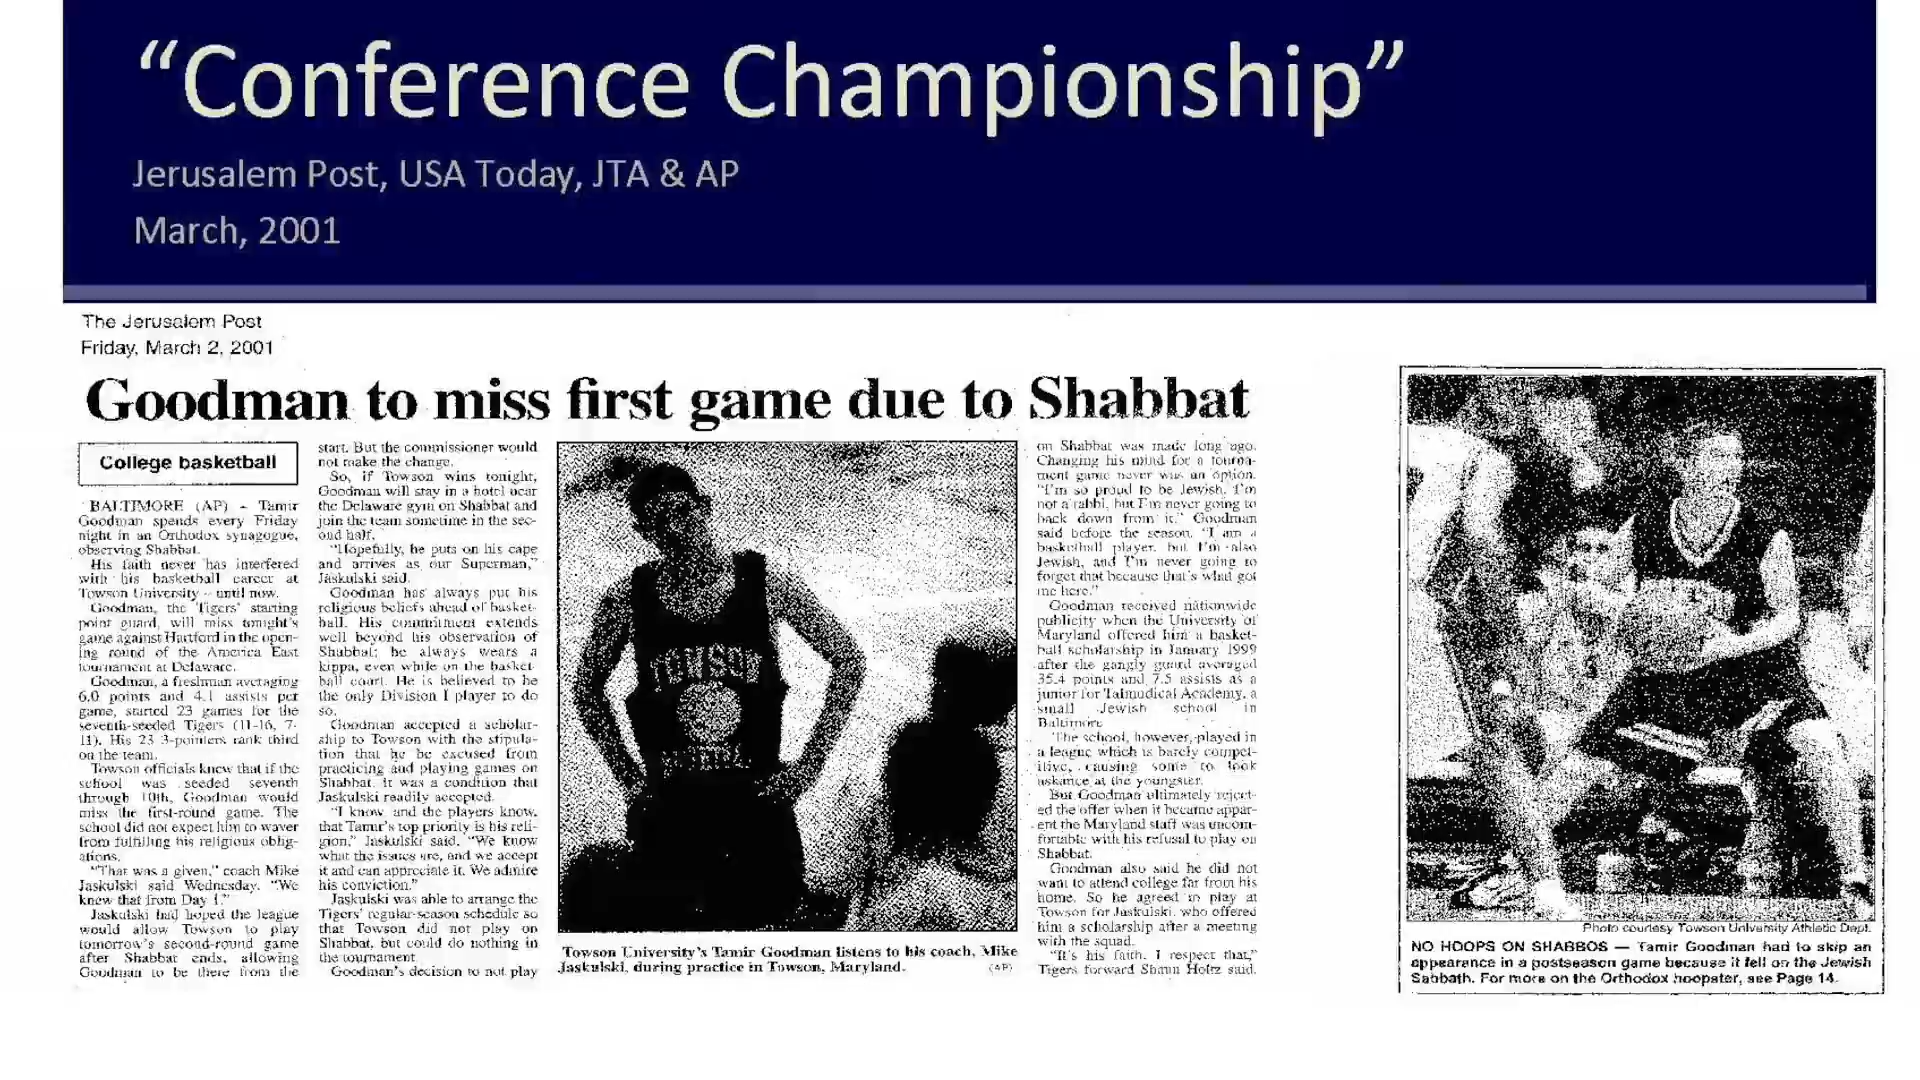 “Conference Championship”
Jerusalem Post, USA Today, JTA & AP
March, 2001
The Jerusalem Post
Friday, March 2, 2001
Goodman to miss first game due to Shabbat
College basketball
BALTIMORE (AP) - Tamir
Goodman spends every Friday
night in an Orthodox synagogue,
observing Shabbat.
His faith never has interfered
with his basketball career at
Towson University - until now.
Goodman, the Tigers' starting
point guard, will miss tonight's
game against Hartford in the open-
ing round of the America East
tournament at Delaware.
Goodman, a freshman averaging
6.0 points and 4.1 assists per
game, started 23 games for the
seventh-seeded Tigers (11-16, 7-
11). His 23 3-pointers rank third
on the team.
Towson officials knew that if the
school was seeded seventh
through 10th, Goodman would
miss the first-round game. The
school did not expect him to waver
from fulfilling his religious oblig-
ations.
“That was a given,” coach Mike
Jaskulski said Wednesday. “We
knew that from Day 1.”
Jaskulski had hoped the league
would allow Towson to play
tomorrow's second-round game
after Shabbat ends, allowing
Goodman to be there from the
start. But the commissioner would
not make the change.
So, if Towson wins tonight,
Goodman will stay in a hotel near
the Delaware gym on Shabbat and
join the team sometime in the sec-
ond half.
“Hopefully, he puts on his cape
and arrives as our Superman,”
Jaskulski said.
Goodman has always put his
religious beliefs ahead of basket-
ball. His commitment extends
well beyond his observation of
Shabbat; he always wears a
kippa, even while on the basket-
ball court. He is believed to be
the only Division I player to do
so.
Goodman accepted a scholar-
ship to Towson with the stipula-
tion that he be excused from
practicing and playing games on
Shabbat. It was a condition that
Jaskulski readily accepted.
“I know, and the players know,
that Tamir's top priority is his reli-
gion,” Jaskulski said. “We know
what the issues are, and we accept
it and can appreciate it. We admire
his conviction.”
Jaskulski was able to arrange the
Tigers' regular-season schedule so
that Towson did not play on
Shabbat, but could do nothing in
the tournament.
Goodman's decision to not play
TOWSON
Towson University's Tamir Goodman listens to his coach, Mike
Jaskulski, during practice in Towson, Maryland. (AP)
on Shabbat was made long ago.
Changing his mind for a tourna-
ment game never was an option.
“I'm so proud to be Jewish. I'm
not a rabbi, but I'm never going to
back down from it,” Goodman
said before the season. “I am a
basketball player, but I'm also
Jewish, and I'm never going to
forget that because that's what got
me here.”
Goodman received nationwide
publicity when the University of
Maryland offered him a basket-
ball scholarship in January 1999
after the gangly guard averaged
35.4 points and 7.5 assists as a
junior for Talmudical Academy, a
small Jewish school in
Baltimore.
The school, however, played in
a league which is barely compet-
itive, causing some to look
askance at the youngster.
But Goodman ultimately reject-
ed the offer when it became appar-
ent the Maryland staff was uncom-
fortable with his refusal to play on
Shabbat.
Goodman also said he did not
want to attend college far from his
home. So he agreed to play at
Towson for Jaskulski, who offered
him a scholarship after a meeting
with the squad.
“It's his faith. I respect that,”
Tigers forward Shaun Holtz said.
Photo courtesy Towson University Athletic Dept.
NO HOOPS ON SHABBOS — Tamir Goodman had to skip an
appearance in a postseason game because it fell on the Jewish
Sabbath. For more on the Orthodox hoopster, see Page 14.